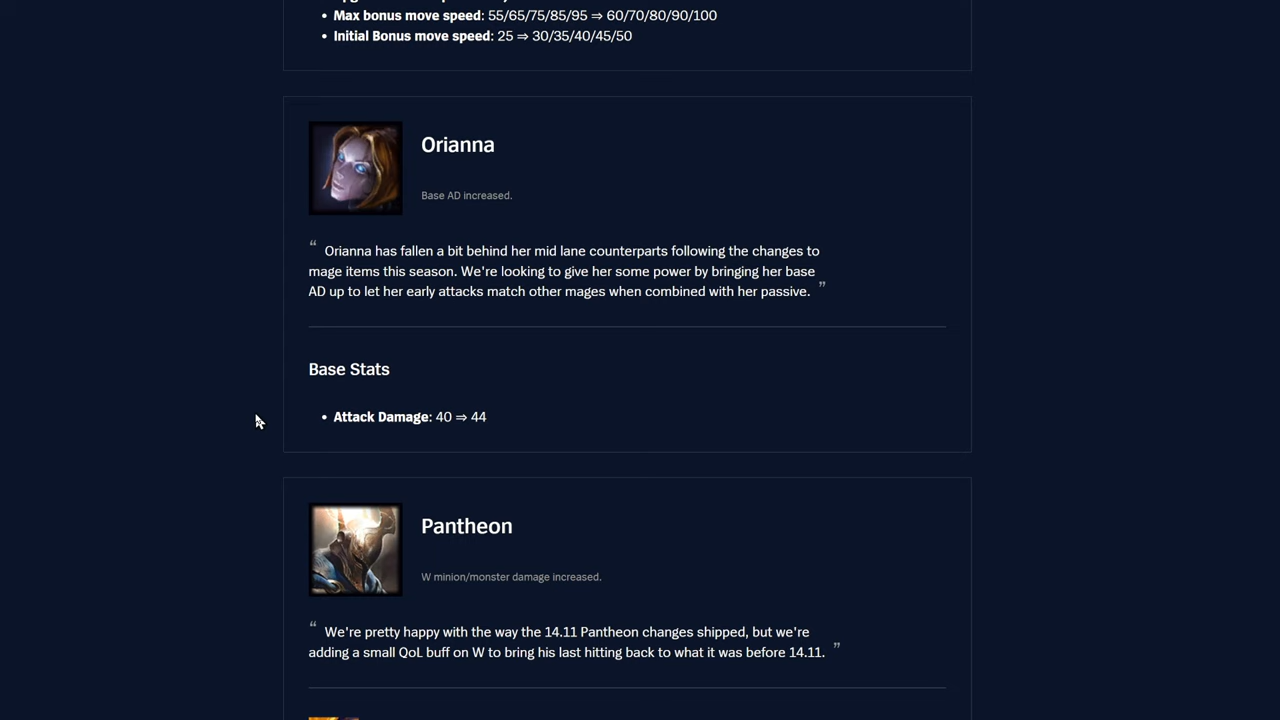 • Max bonus move speed: 55/65/75/85/95 ⇒ 60/70/80/90/100
• Initial Bonus move speed: 25 ⇒ 30/35/40/45/50
Orianna
Base AD increased.
“ Orianna has fallen a bit behind her mid lane counterparts following the changes to
mage items this season. We're looking to give her some power by bringing her base
AD up to let her early attacks match other mages when combined with her passive. ”
Base Stats
• Attack Damage: 40 ⇒ 44
Pantheon
W minion/monster damage increased.
“ We're pretty happy with the way the 14.11 Pantheon changes shipped, but we're
adding a small QoL buff on W to bring his last hitting back to what it was before 14.11. ”